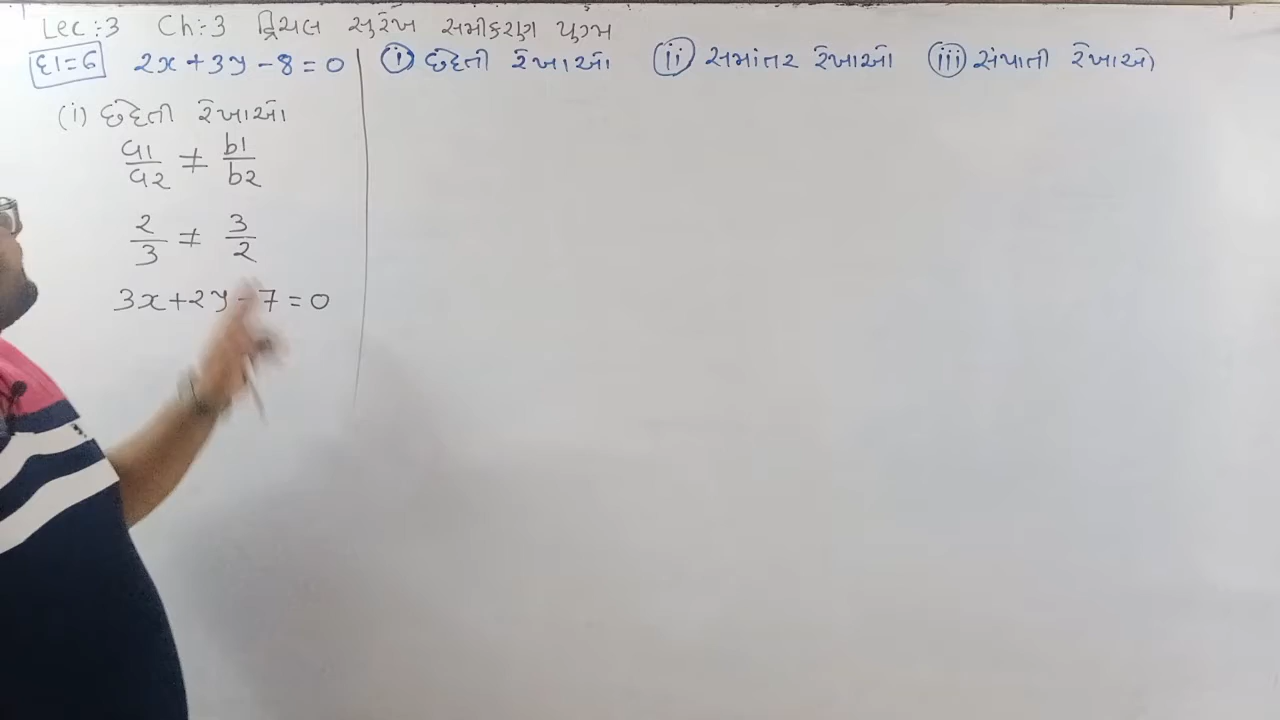 Lec:3 Ch:3 દ્વિચલ સુરેખ સમીકરણ યુગ્મ
દા=6 2x+3y-8=0 (i) છેદતી રેખાઓ (ii) સમાંતર રેખાઓ (iii) સંપાતી રેખાઓ
(i) છેદતી રેખાઓ
a1/a2 ≠ b1/b2
2/3 ≠ 3/2
3x+2y-7=0